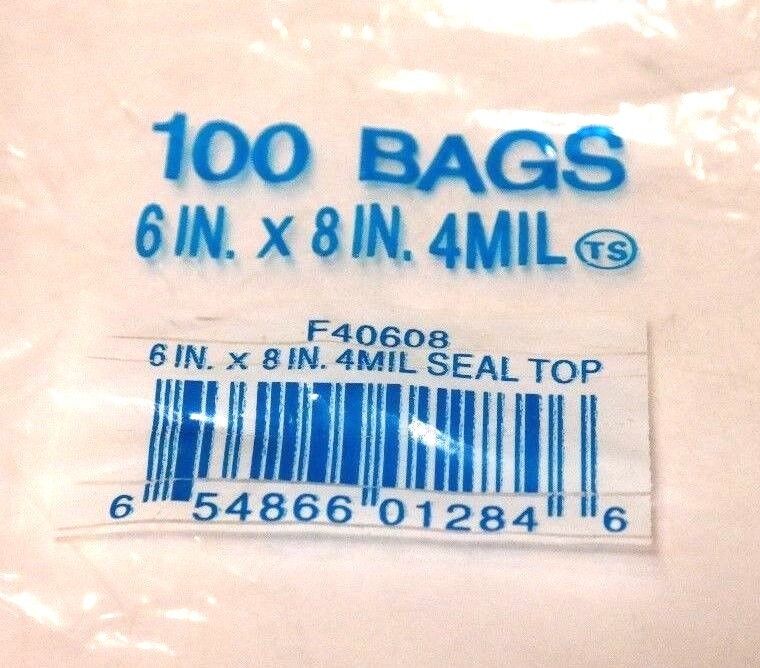 100 BAGS
6 IN. x 8 IN. 4MIL TS
F40608
6 IN. x 8 IN. 4MIL SEAL TOP
6 54866 01284 6